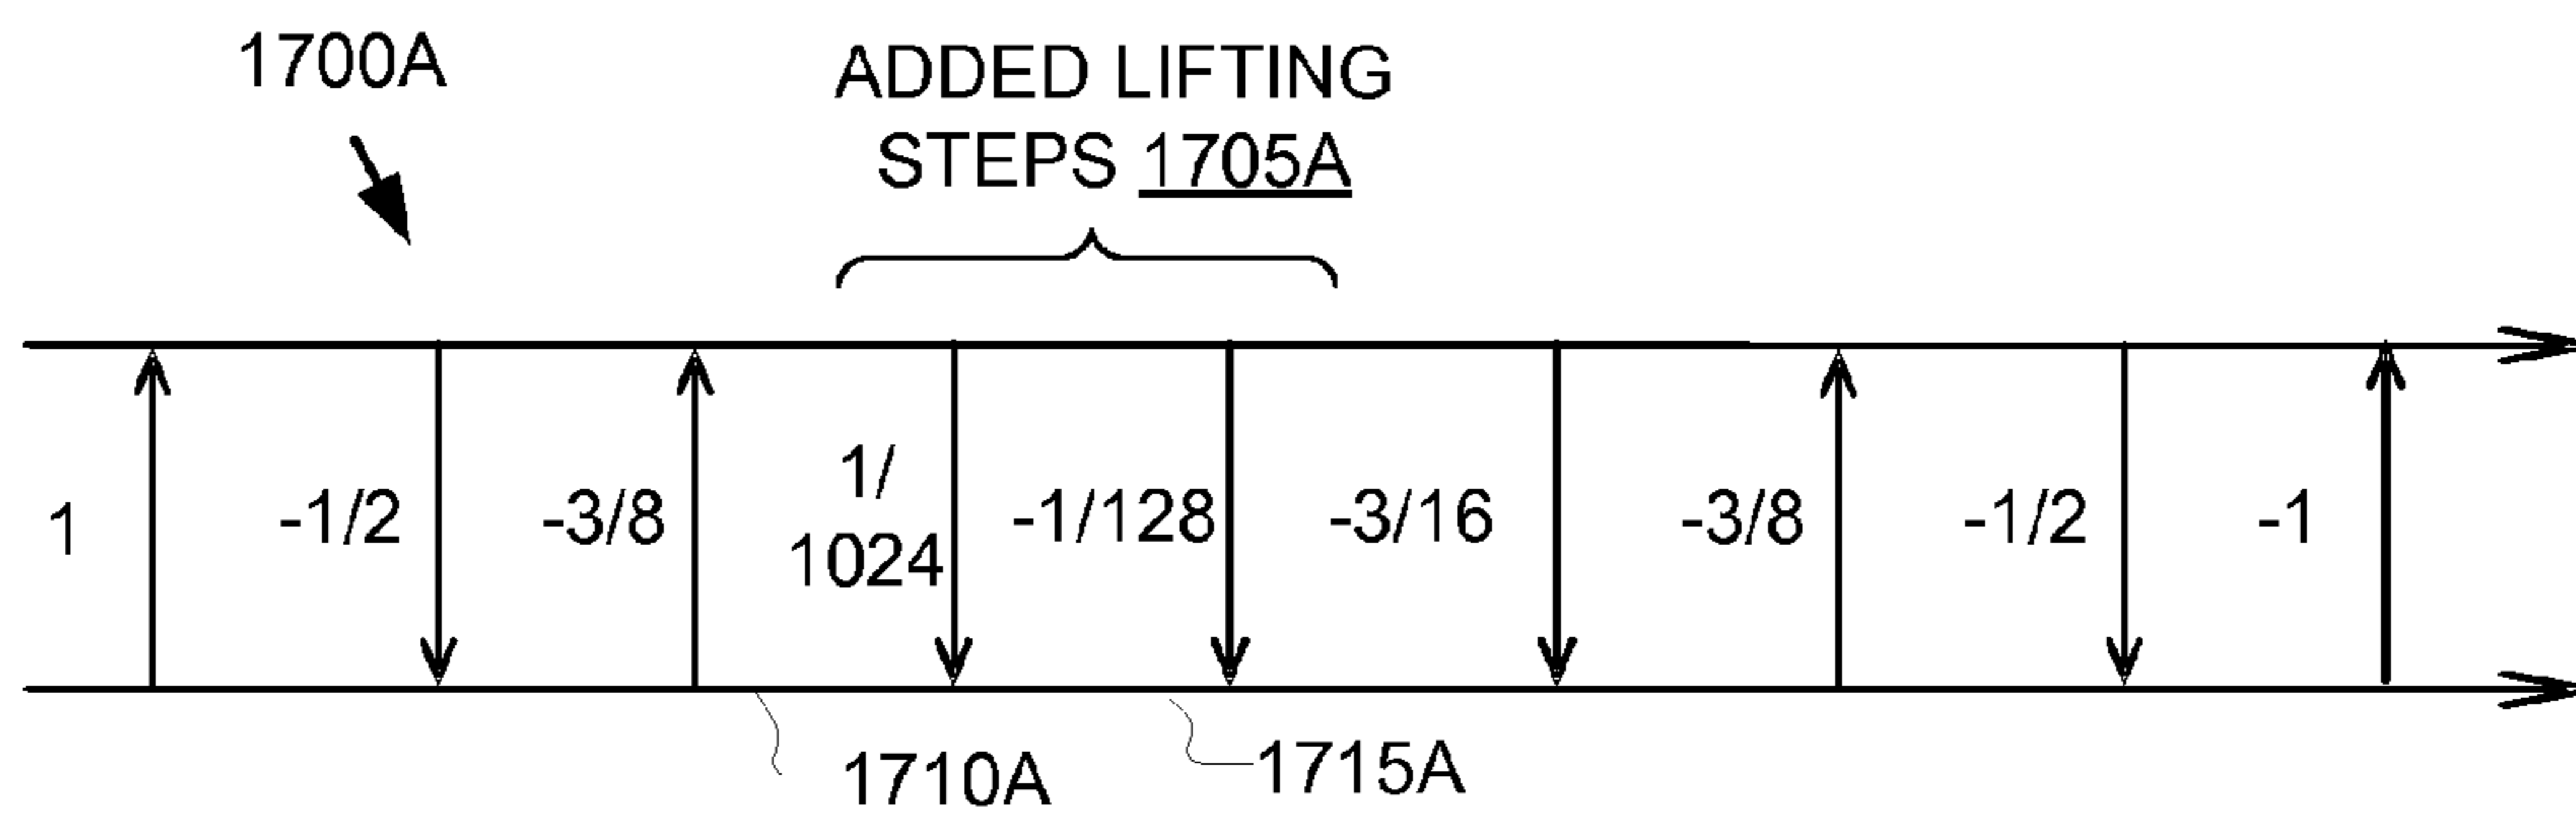 1700A
ADDED LIFTING
STEPS 1705A
1
-1/2
-3/8
1/
1024
-1/128
-3/16
-3/8
-1/2
-1
1710A
1715A